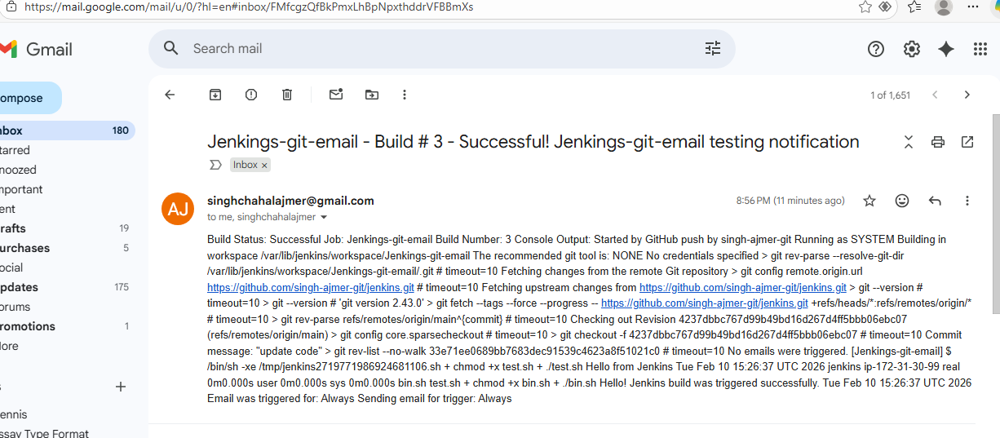 https://mail.google.com/mail/u/0/?hl=en#inbox/FMfcgzQfBkPmxLhBpNpxthddrVFBBmXs
Gmail
Search mail
ompose
1 of 1,651
nbox 180
tarred
noozed
mportant
ent
rafts 19
urchases 5
ocial
pdates 175
orums
romotions 1
ore
s
ennis
ssay Type Format
Jenkings-git-email - Build # 3 - Successful! Jenkings-git-email testing notification
Inbox ×
AJ
singhchahalajmer@gmail.com 8:56 PM (11 minutes ago)
to me, singhchahalajmer
Build Status: Successful Job: Jenkings-git-email Build Number: 3 Console Output: Started by GitHub push by singh-ajmer-git Running as SYSTEM Building in
workspace /var/lib/jenkins/workspace/Jenkings-git-email The recommended git tool is: NONE No credentials specified > git rev-parse --resolve-git-dir
/var/lib/jenkins/workspace/Jenkings-git-email/.git # timeout=10 Fetching changes from the remote Git repository > git config remote.origin.url
https://github.com/singh-ajmer-git/jenkins.git # timeout=10 Fetching upstream changes from https://github.com/singh-ajmer-git/jenkins.git > git --version #
timeout=10 > git --version # 'git version 2.43.0' > git fetch --tags --force --progress -- https://github.com/singh-ajmer-git/jenkins.git +refs/heads/*:refs/remotes/origin/*
# timeout=10 > git rev-parse refs/remotes/origin/main^{commit} # timeout=10 Checking out Revision 4237dbbc767d99b49bd16d267d4ff5bbb06ebc07
(refs/remotes/origin/main) > git config core.sparsecheckout # timeout=10 > git checkout -f 4237dbbc767d99b49bd16d267d4ff5bbb06ebc07 # timeout=10 Commit
message: "update code" > git rev-list --no-walk 33e71ee0689bb7683dec91539c4623a8f51021c0 # timeout=10 No emails were triggered. [Jenkings-git-email] $
/bin/sh -xe /tmp/jenkins2719771986924681106.sh + chmod +x test.sh + ./test.sh Hello from Jenkins Tue Feb 10 15:26:37 UTC 2026 jenkins ip-172-31-30-99 real
0m0.000s user 0m0.000s sys 0m0.000s bin.sh test.sh + chmod +x bin.sh + ./bin.sh Hello! Jenkins build was triggered successfully. Tue Feb 10 15:26:37 UTC 2026
Email was triggered for: Always Sending email for trigger: Always